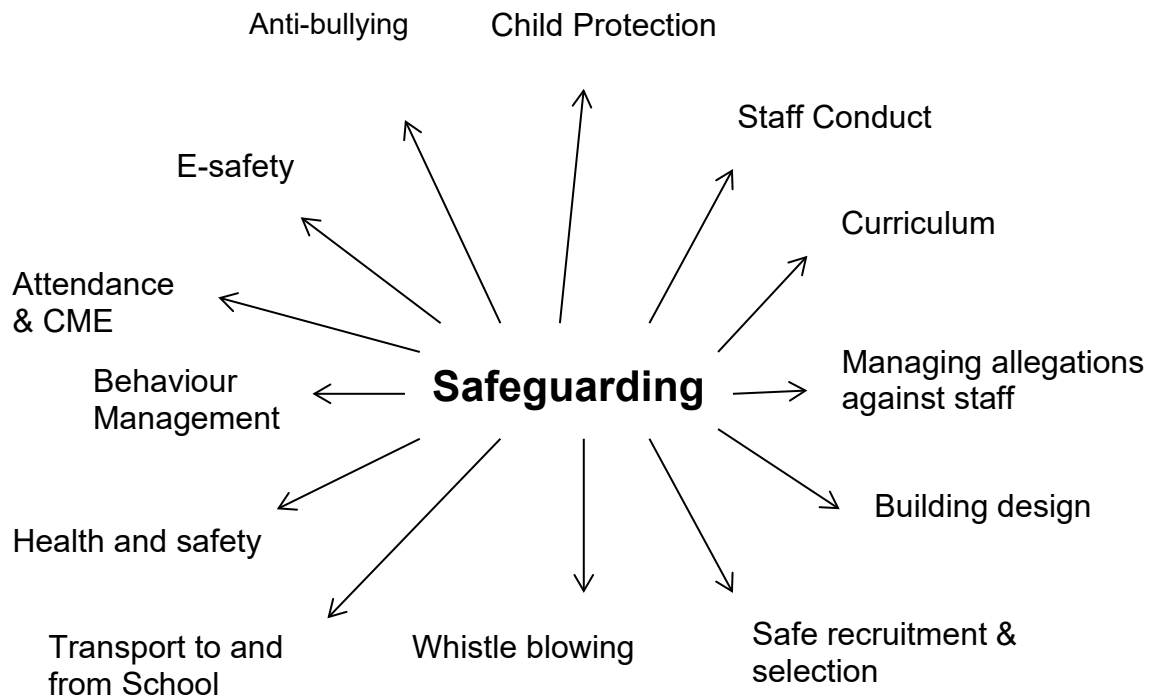 Anti-bullying
Child Protection
Staff Conduct
E-safety
Curriculum
Attendance
& CME
Managing allegations
against staff
Behaviour
Management
Safeguarding
Building design
Health and safety
Transport to and
from School
Whistle blowing
Safe recruitment &
selection